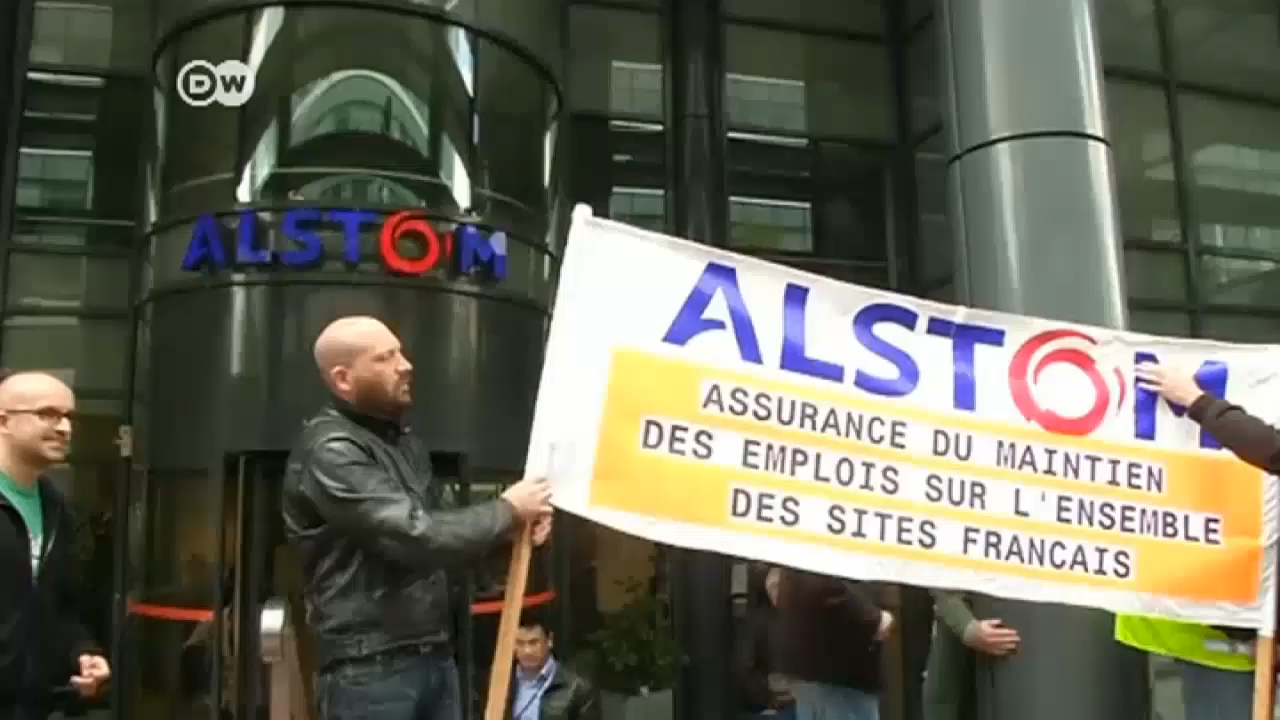 DW
ALSTOM
ALSTOM
ASSURANCE DU MAINTIEN
DES EMPLOIS SUR L'ENSEMBLE
DES SITES FRANCAIS